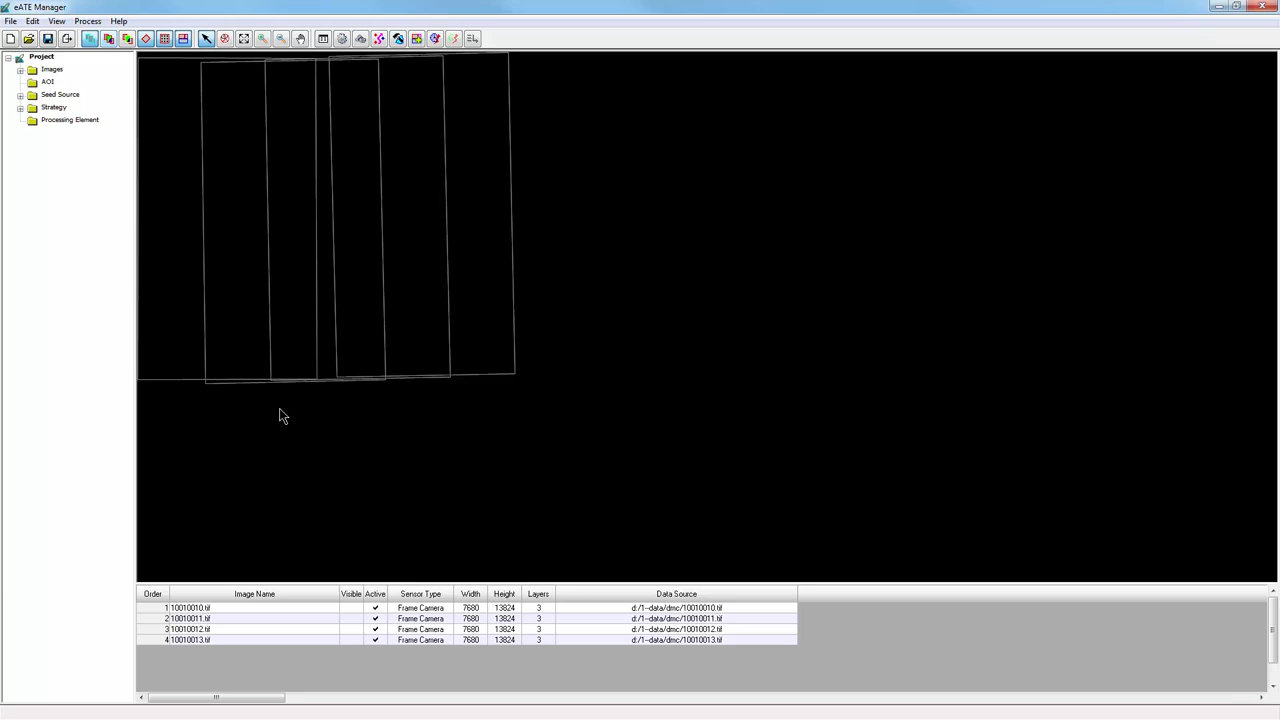 eATE Manager
File Edit View Process Help
Project
Images
AOI
Seed Source
Strategy
Processing Element
Order Image Name Visible Active Sensor Type Width Height Layers Data Source
1 10010010.tif Frame Camera 7680 13824 3 d:/1-data/dmc/10010010.tif
2 10010011.tif Frame Camera 7680 13824 3 d:/1-data/dmc/10010011.tif
3 10010012.tif Frame Camera 7680 13824 3 d:/1-data/dmc/10010012.tif
4 10010013.tif Frame Camera 7680 13824 3 d:/1-data/dmc/10010013.tif